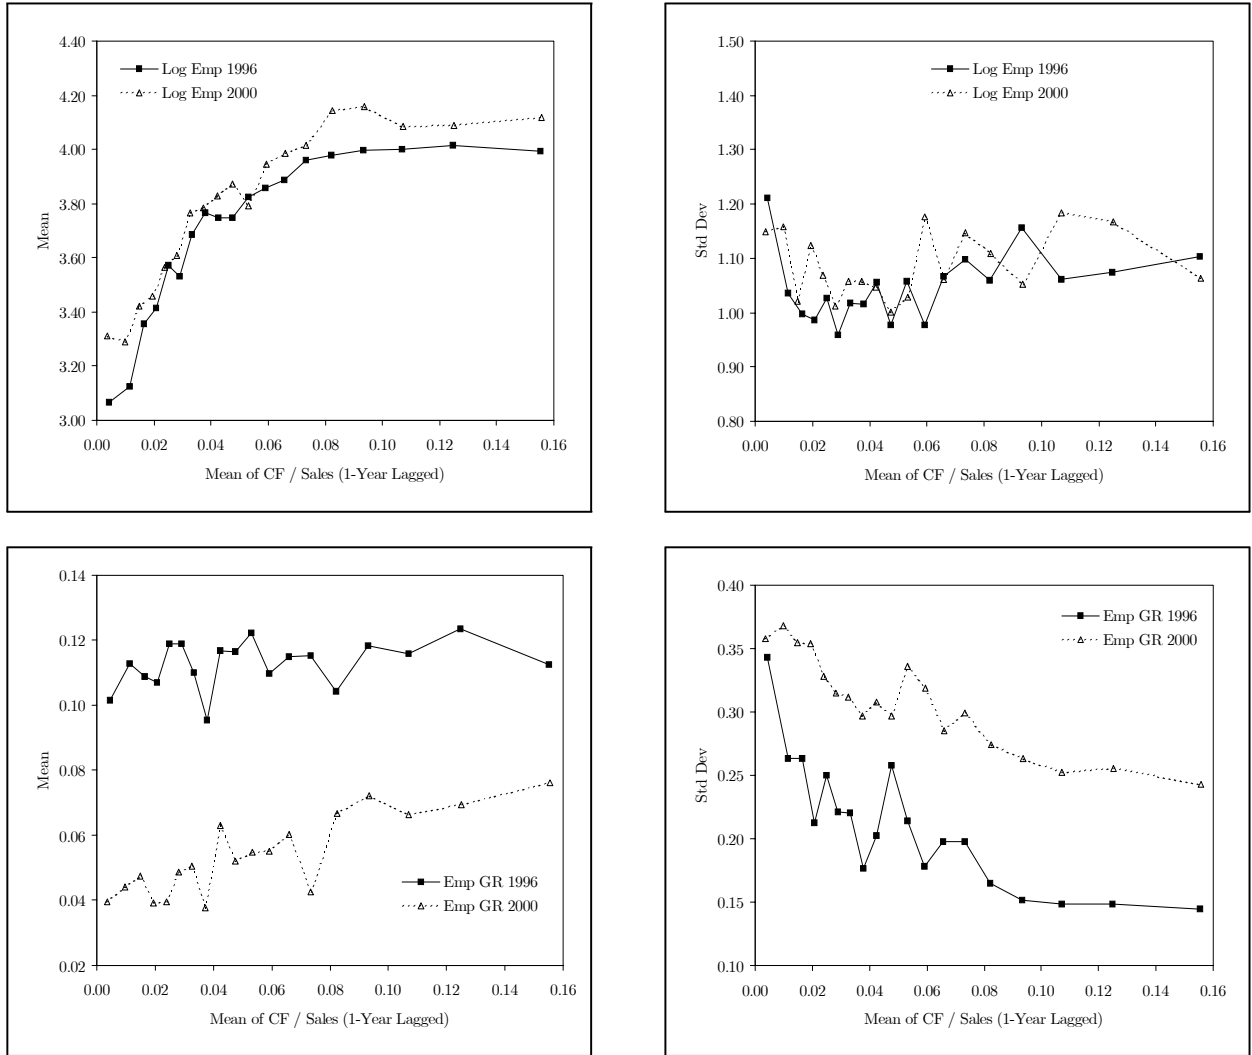 4.40
4.20
4.00
3.80
3.60
3.40
3.20
3.00
Mean
Log Emp 1996
Log Emp 2000
0.00 0.02 0.04 0.06 0.08 0.10 0.12 0.14 0.16
Mean of CF / Sales (1-Year Lagged)
1.50
1.40
1.30
1.20
1.10
1.00
0.90
0.80
Std Dev
Log Emp 1996
Log Emp 2000
0.00 0.02 0.04 0.06 0.08 0.10 0.12 0.14 0.16
Mean of CF / Sales (1-Year Lagged)
0.14
0.12
0.10
0.08
0.06
0.04
0.02
Mean
Emp GR 1996
Emp GR 2000
0.00 0.02 0.04 0.06 0.08 0.10 0.12 0.14 0.16
Mean of CF / Sales (1-Year Lagged)
0.40
0.35
0.30
0.25
0.20
0.15
0.10
Std Dev
Emp GR 1996
Emp GR 2000
0.00 0.02 0.04 0.06 0.08 0.10 0.12 0.14 0.16
Mean of CF / Sales (1-Year Lagged)